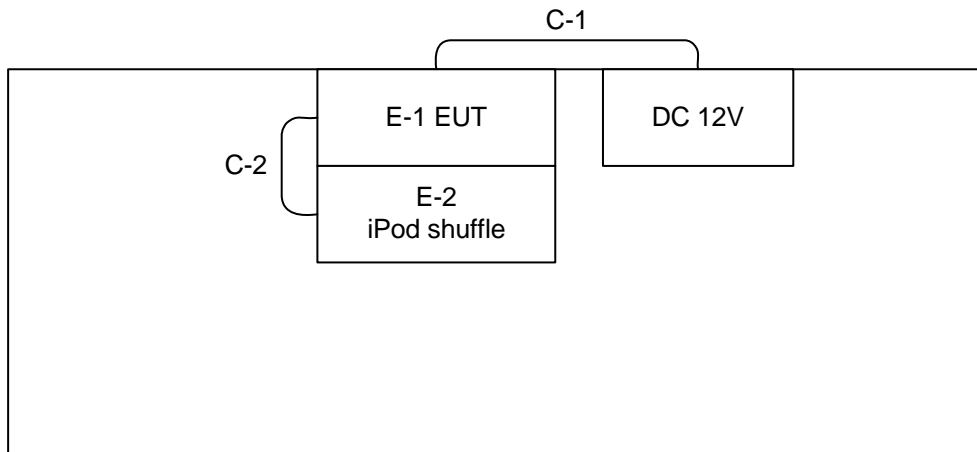 C-1
E-1 EUT
DC 12V
C-2
E-2
iPod shuffle